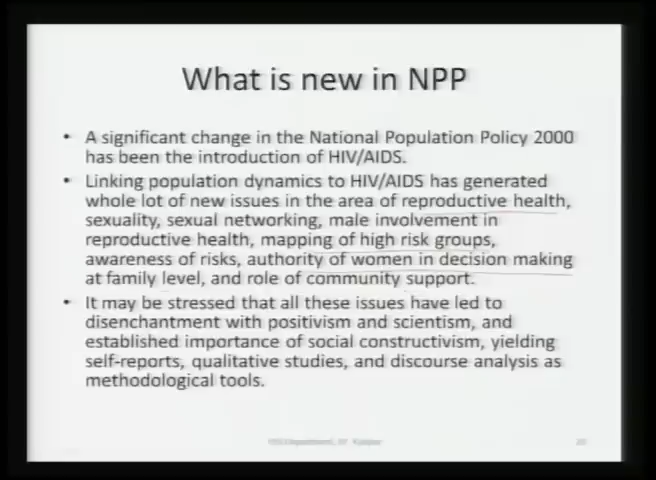 What is new in NPP
• A significant change in the National Population Policy 2000
has been the introduction of HIV/AIDS.
• Linking population dynamics to HIV/AIDS has generated
whole lot of new issues in the area of reproductive health,
sexuality, sexual networking, male involvement in
reproductive health, mapping of high risk groups,
awareness of risks, authority of women in decision making
at family level, and role of community support.
• It may be stressed that all these issues have led to
disenchantment with positivism and scientism, and
established importance of social constructivism, yielding
self-reports, qualitative studies, and discourse analysis as
methodological tools.